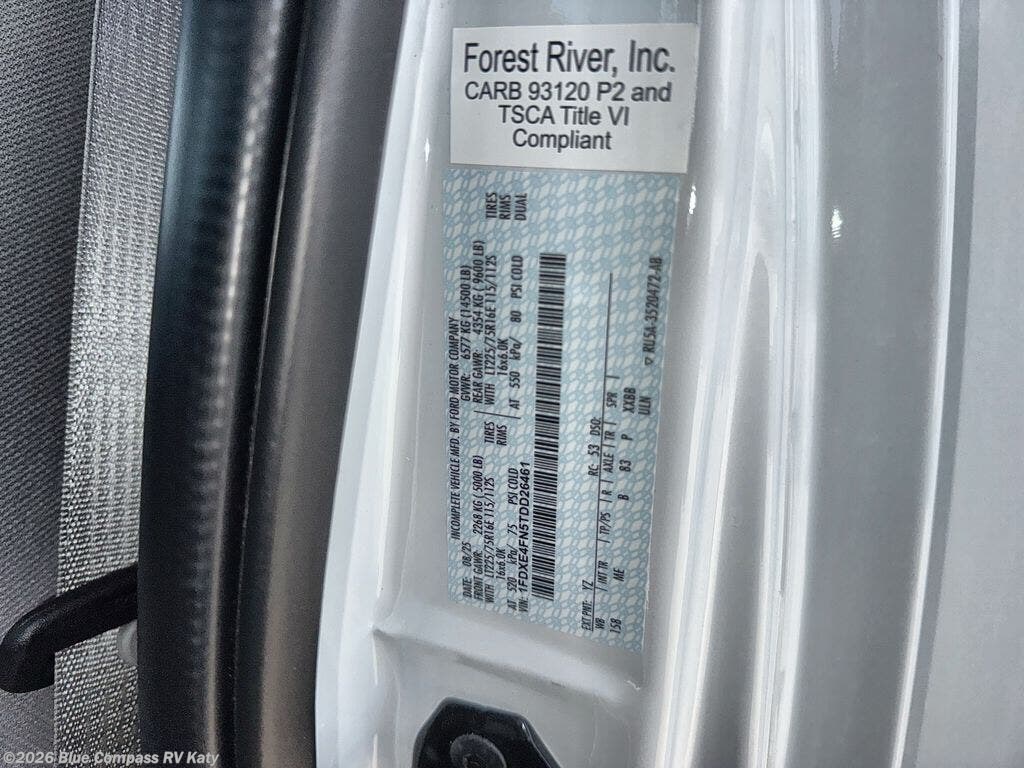 Forest River, Inc.
CARB 93120 P2 and
TSCA Title VI
Compliant
INCOMPLETE VEHICLE MFD. BY FORD MOTOR COMPANY
DATE: 08/25 GVWR: 6577 KG (14500 LB)
FRONT GAWR: 2268 KG (5000 LB) REAR GAWR: 4354 KG (9600 LB)
WITH LT225/75R16E 115/112S TIRES WITH LT225/75R16E 115/112S TIRES
16x6.0K RIMS 16x6.0K RIMS
AT 520 kPa/ 75 PSI COLD AT 550 kPa/ 80 PSI COLD DUAL
VIN: 1FDXE4FN5TDD26461
EXT PNT: YZ RC: 53 DSO:
WB INT TR TP/PS R AXLE TR SPR
158 ME B B3 P XXBB
ULN
RU5A-3520472-AB
©2026 Blue Compass RV Katy